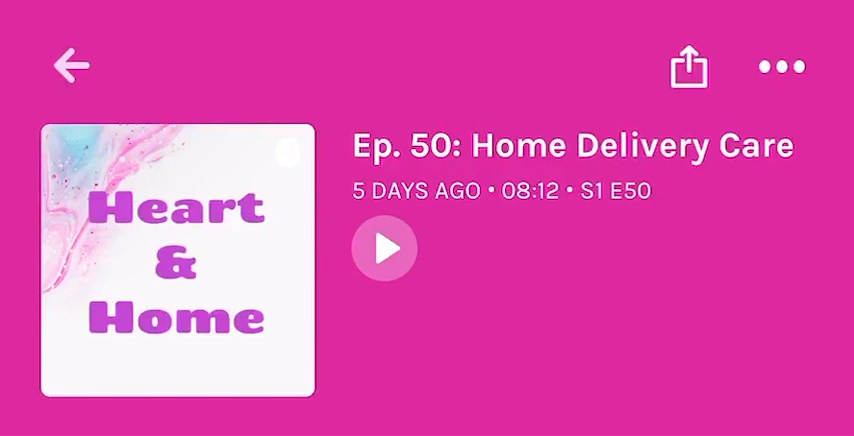 Ep. 50: Home Delivery Care
5 DAYS AGO • 08:12 • S1 E50
Heart
&
Home